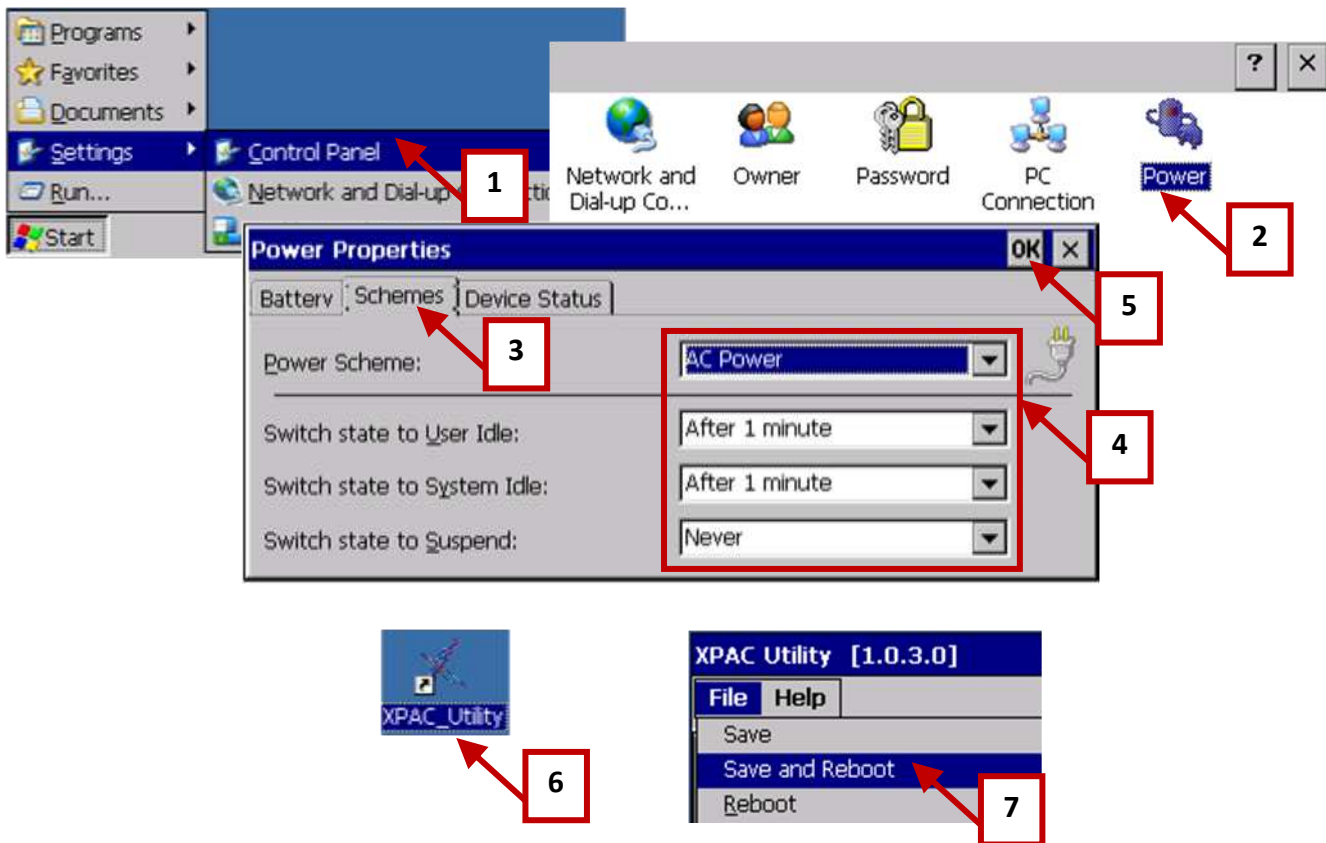 Programs
Favorites
Documents
Settings
Run...
Start
Control Panel
Network and Dial-up
1
?
×
Network and
Dial-up Co...
Owner
Password
PC
Connection
Power
2
Power Properties
OK
×
Battery
Schemes
Device Status
5
3
Power Scheme:
AC Power
4
Switch state to User Idle:
After 1 minute
Switch state to System Idle:
After 1 minute
Switch state to Suspend:
Never
XPAC_Utility
6
XPAC Utility [1.0.3.0]
File Help
Save
Save and Reboot
Reboot
7